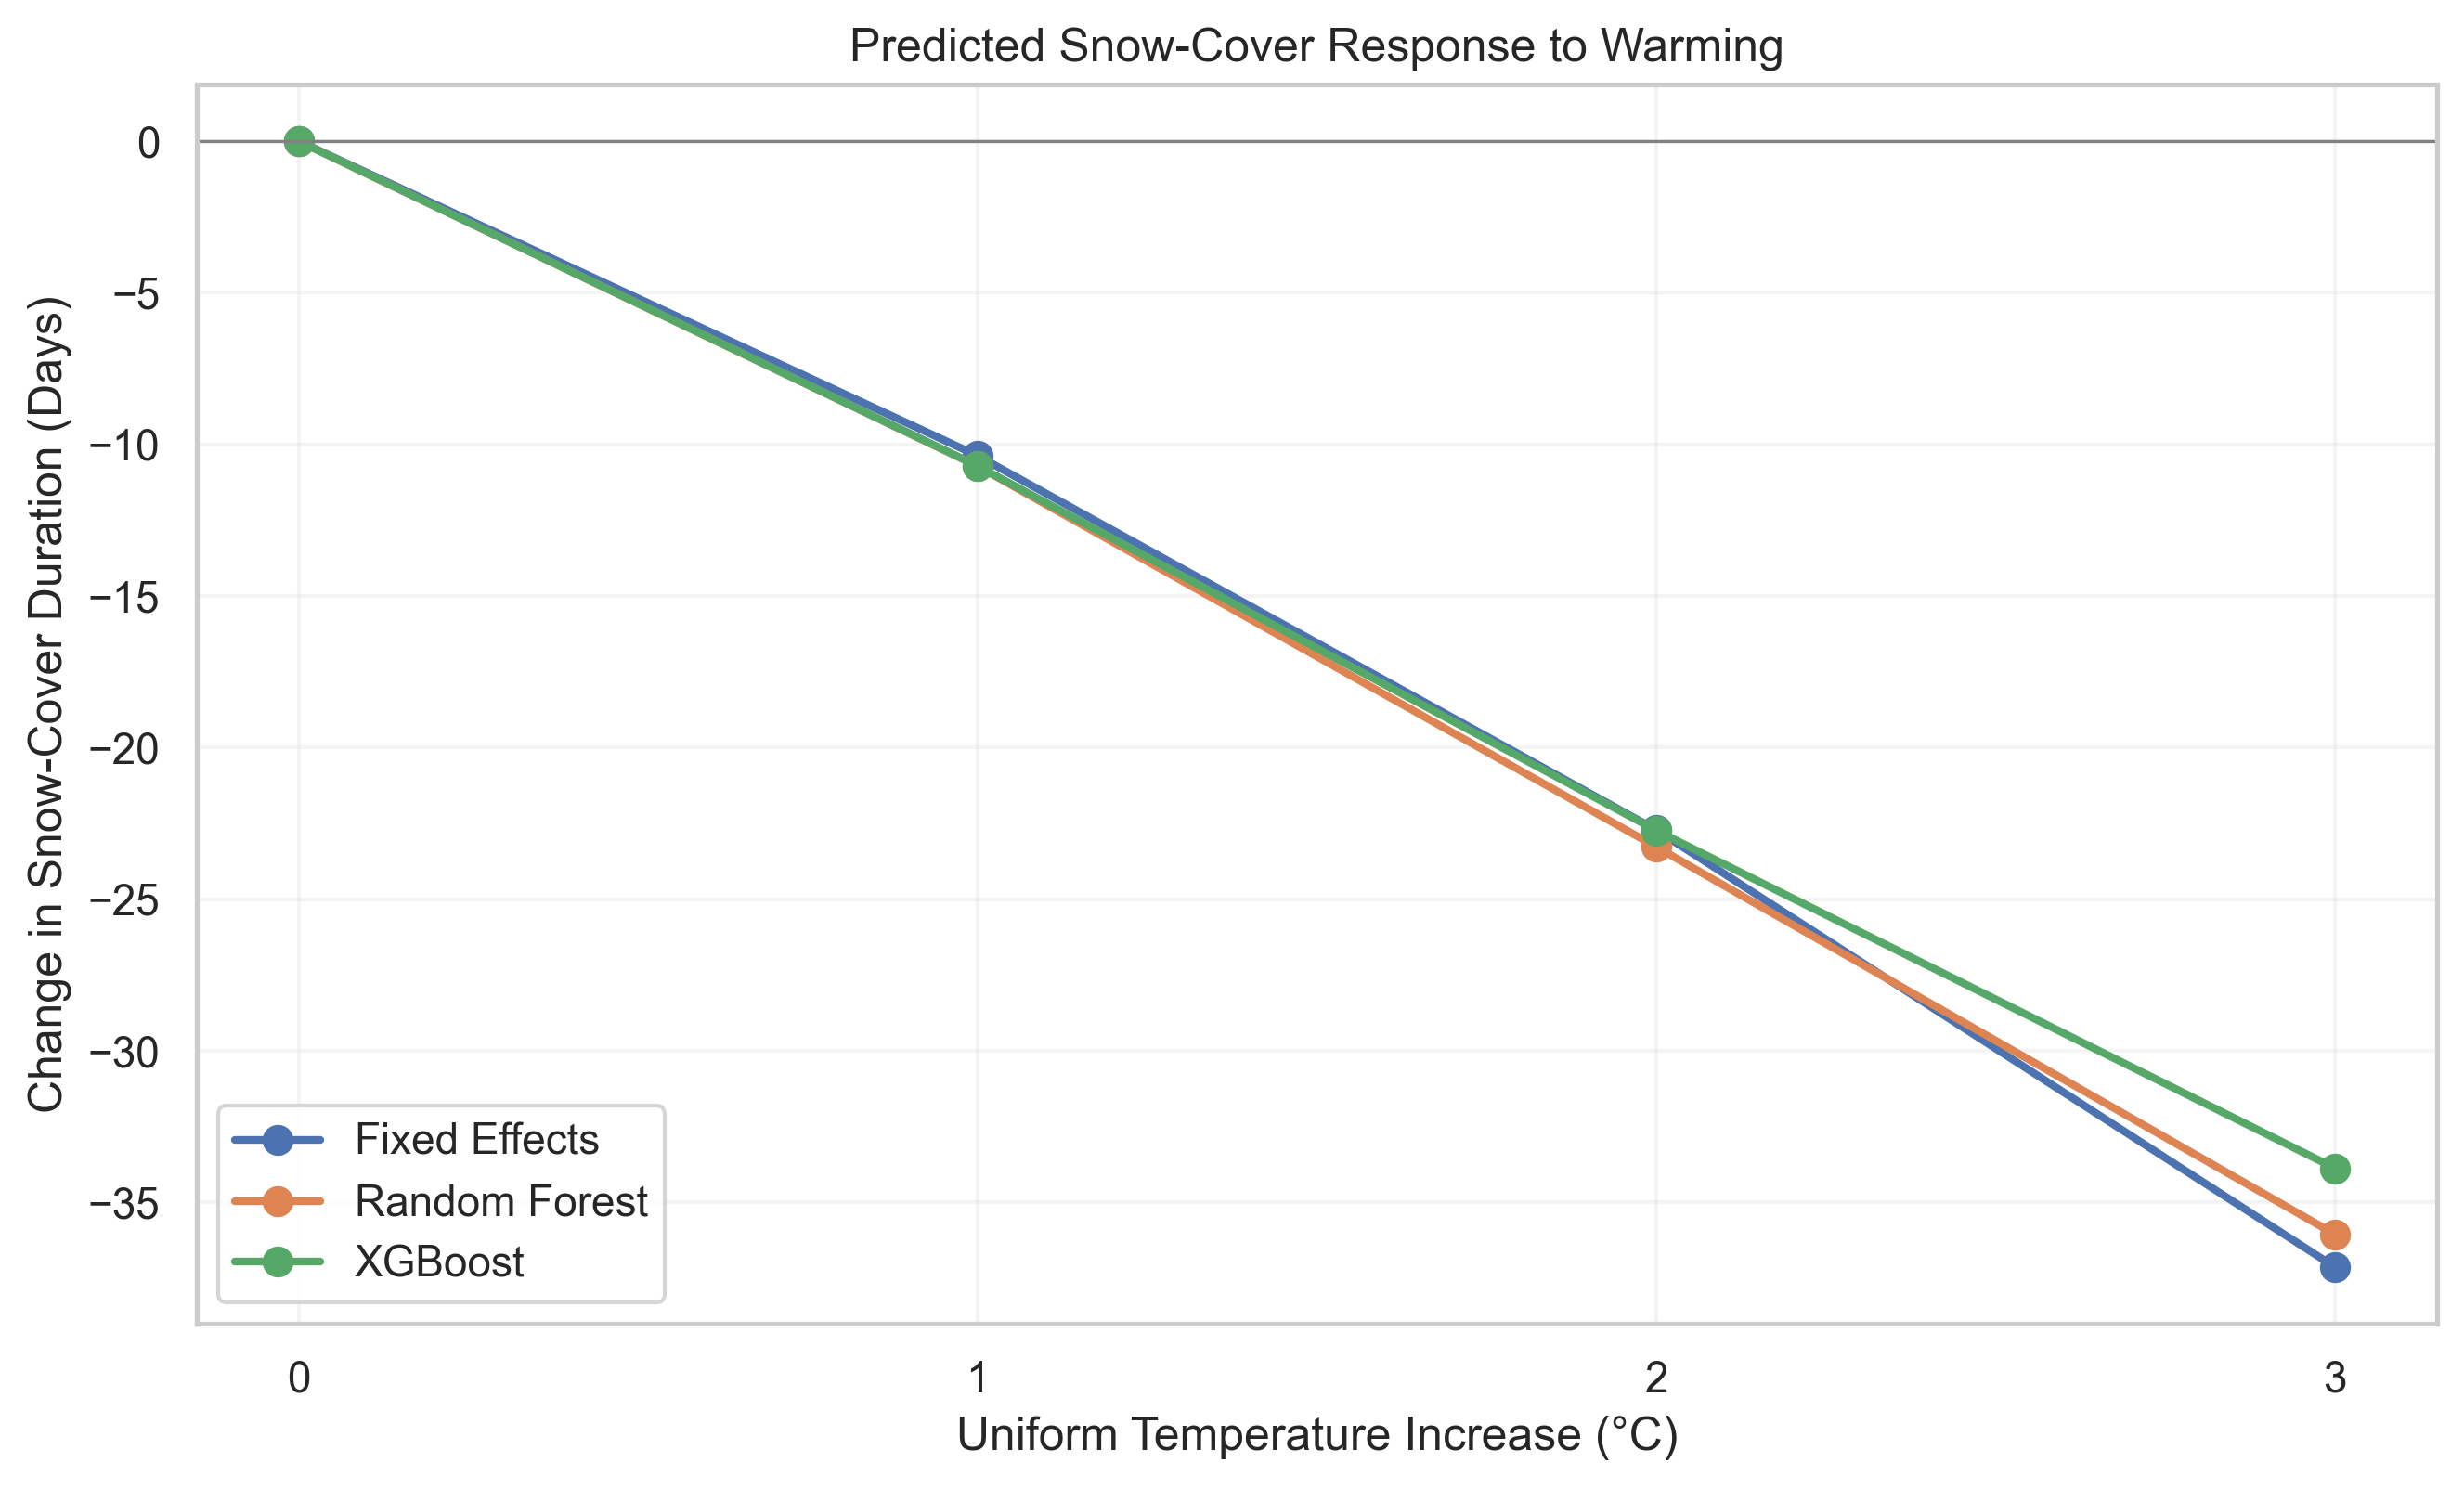 Predicted Snow-Cover Response to Warming
Change in Snow-Cover Duration (Days)
0
−5
−10
−15
−20
−25
−30
−35
Fixed Effects
Random Forest
XGBoost
0 1 2 3
Uniform Temperature Increase (°C)